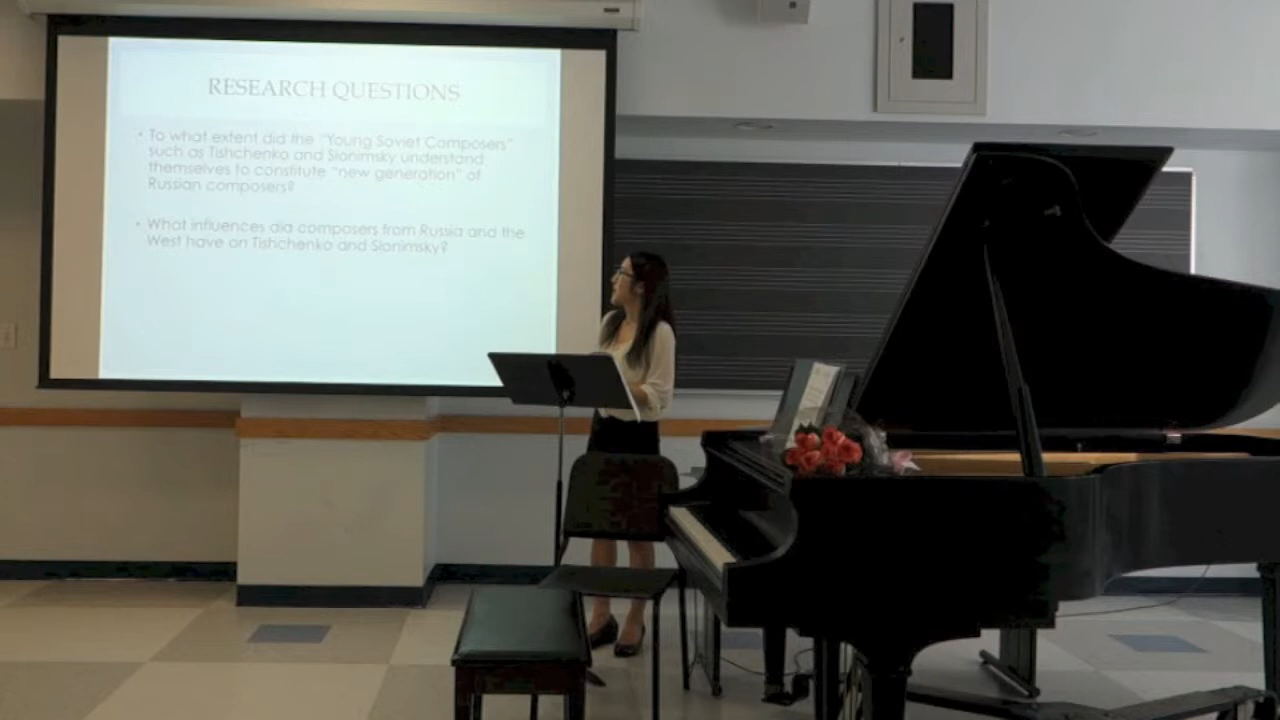 RESEARCH QUESTIONS
• To what extent did the "Young Soviet Composers"
such as Tishchenko and Slonimsky understand
themselves to constitute "new generation" of
Russian composers?
• What influences did composers from Russia and the
West have on Tishchenko and Slonimsky?